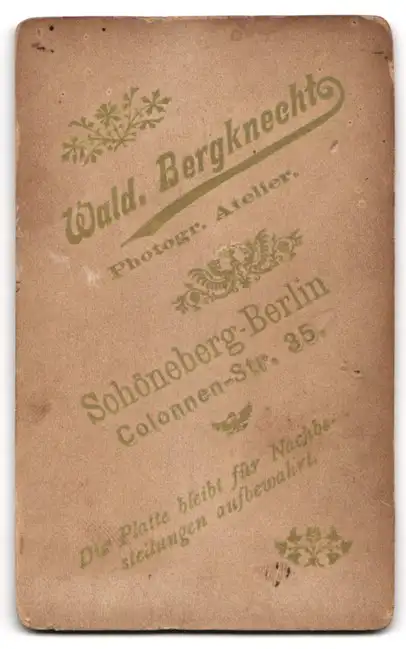 Wald. Bergknecht
Photogr. Atelier.
Schöneberg-Berlin
Colonnen-Str. 35.
Die Platte bleibt für Nachbe-
stellungen aufbewahrt.